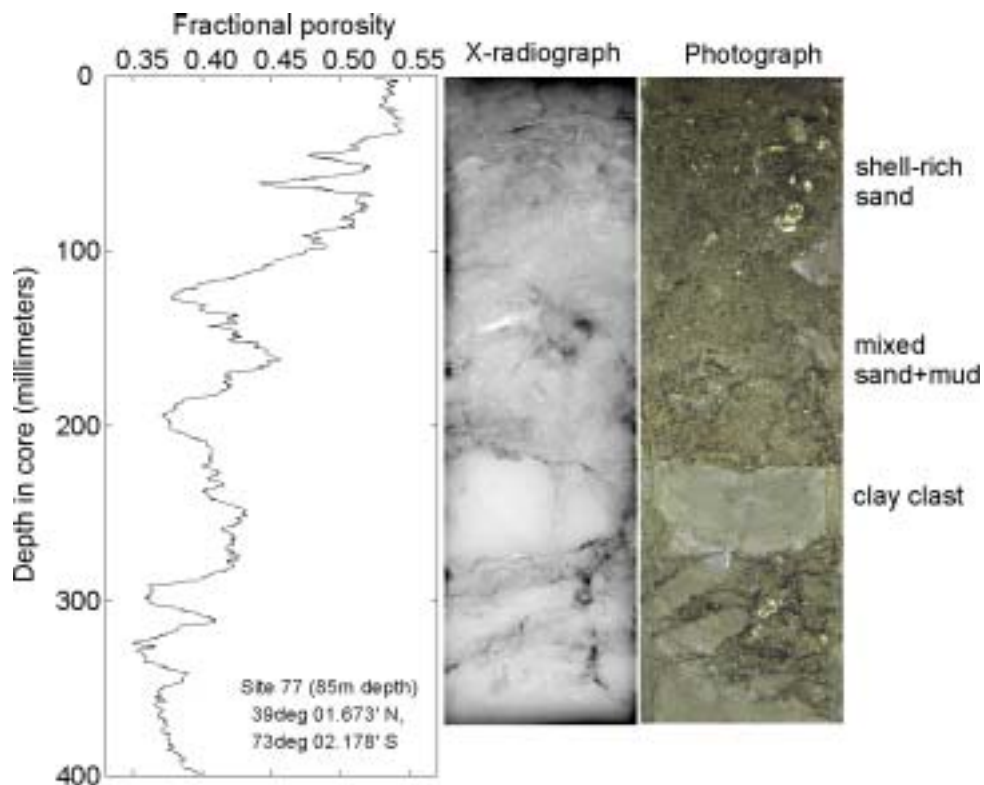 Fractional porosity
0.35 0.40 0.45 0.50 0.55
X-radiograph
Photograph
0
100
200
300
400
Depth in core (millimeters)
shell-rich
sand
mixed
sand+mud
clay clast
Site 77 (85m depth)
39deg 01.673' N,
73deg 02.178' S